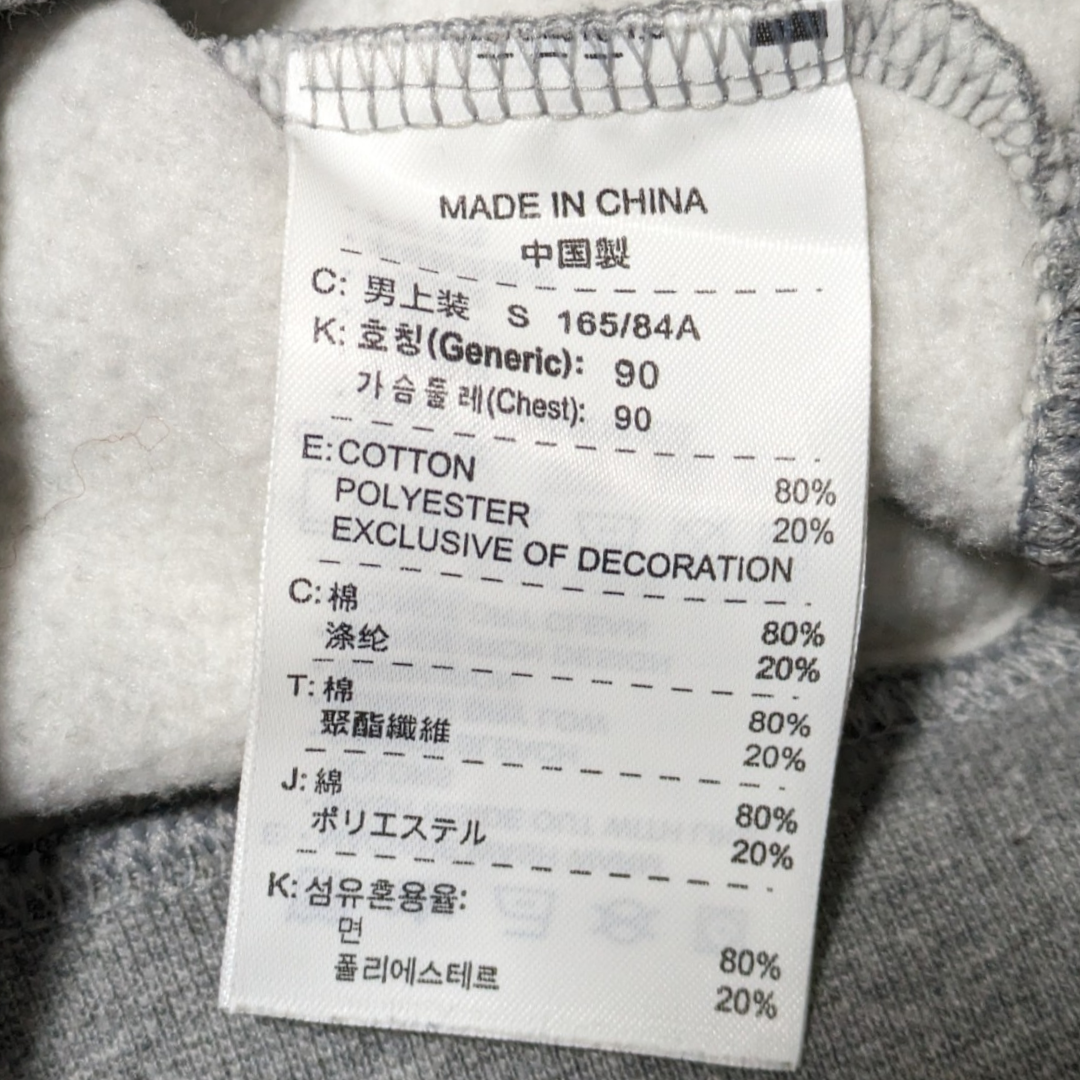 MADE IN CHINA
中国製
C: 男上装 S 165/84A
K: 호칭(Generic): 90
가슴둘레(Chest): 90
E: COTTON 80%
POLYESTER 20%
EXCLUSIVE OF DECORATION
C: 棉 80%
涤纶 20%
T: 棉 80%
聚酯纖維 20%
J: 綿 80%
ポリエステル 20%
K: 섬유혼용율:
면 80%
폴리에스테르 20%